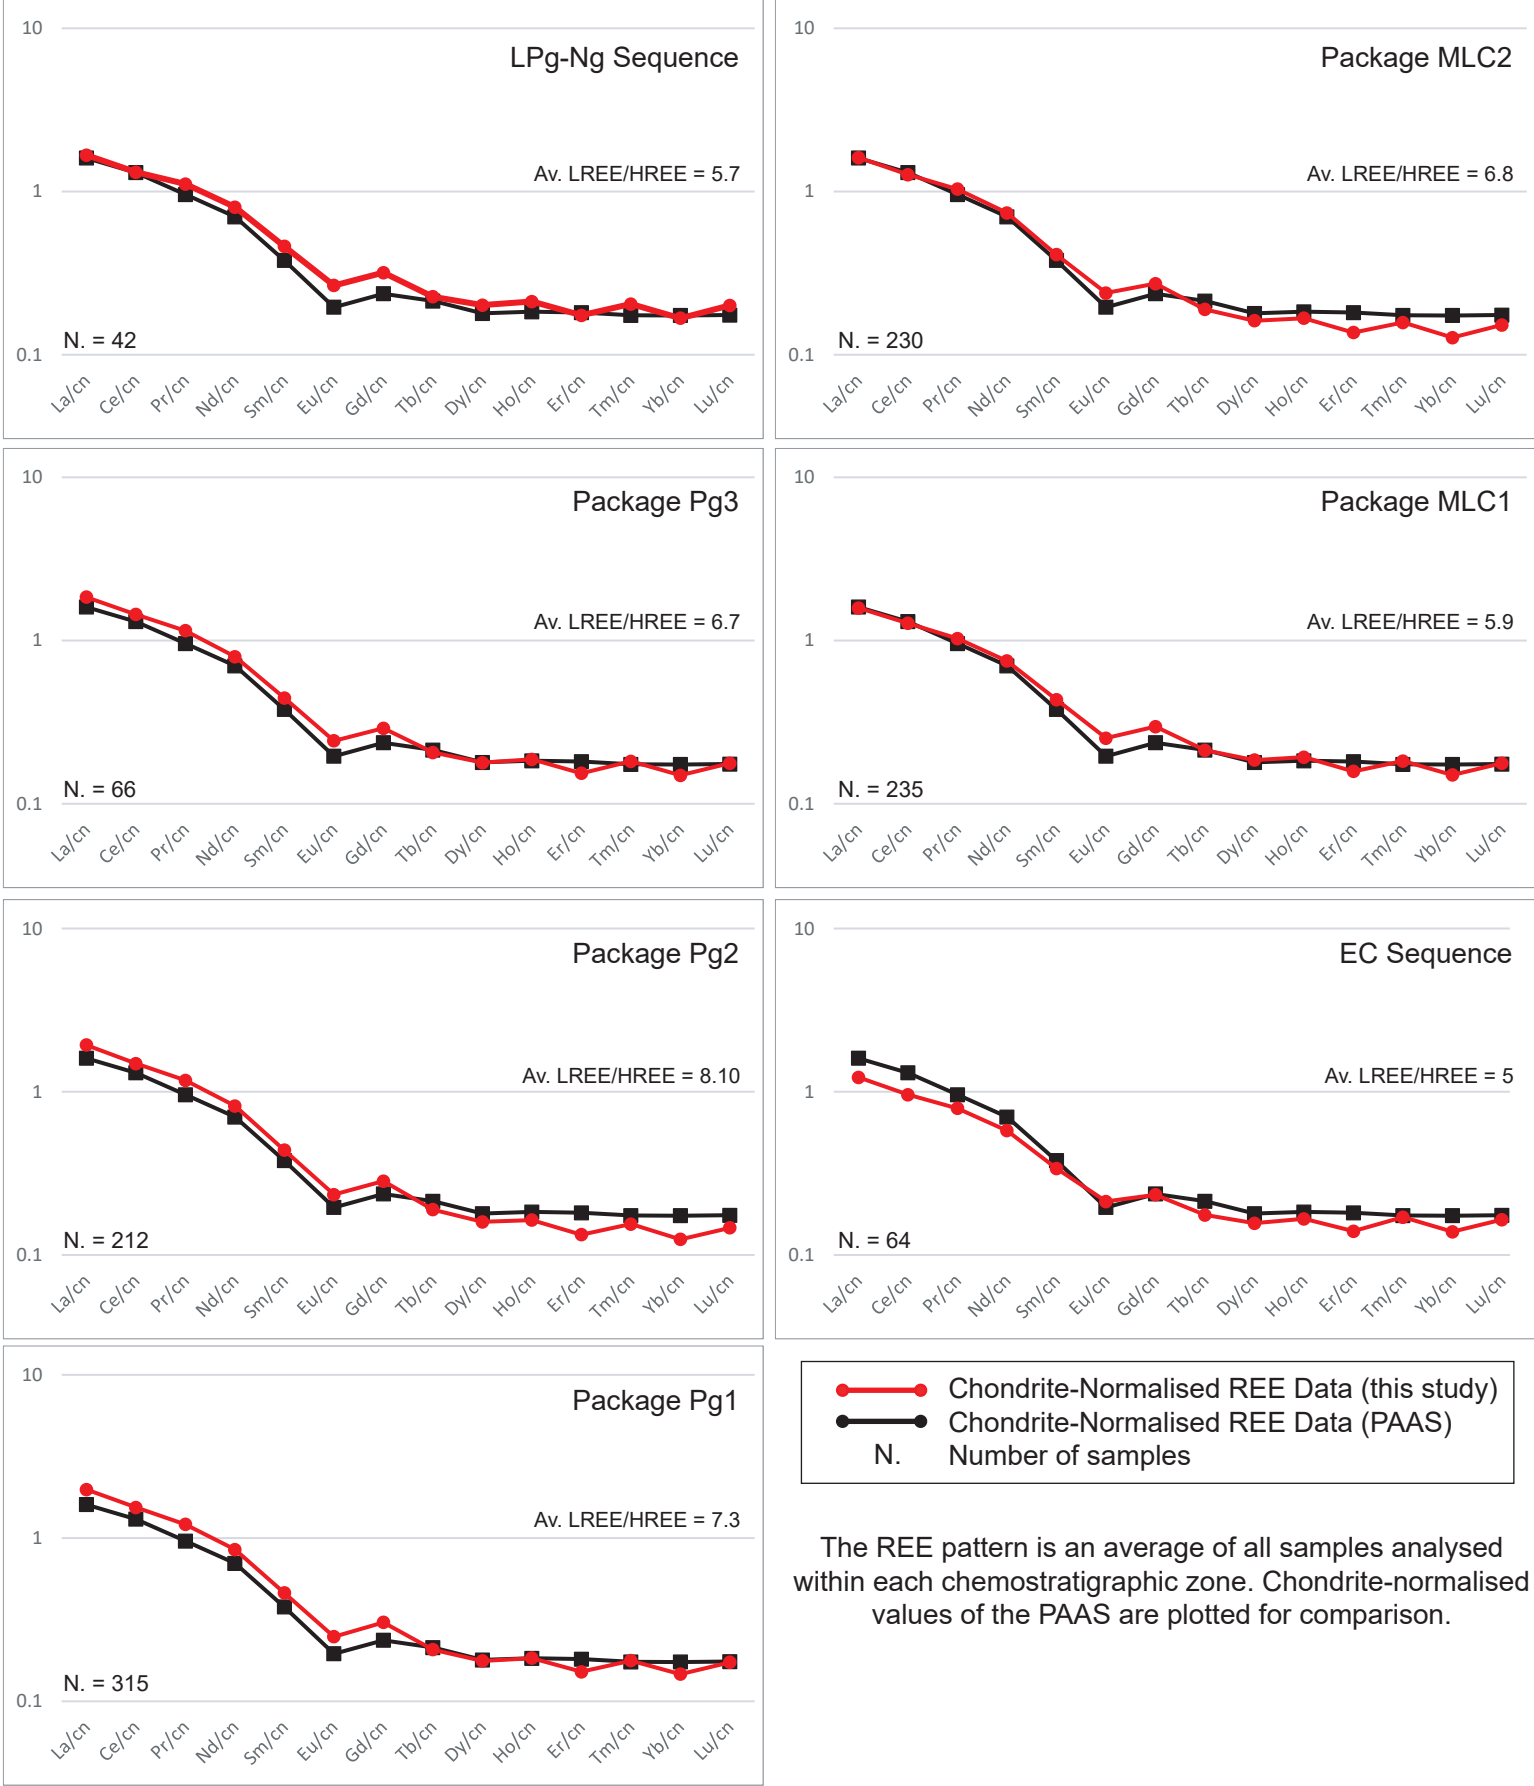 10
LPg-Ng Sequence
Av. LREE/HREE = 5.7
1
N. = 42
0.1
La/cn Ce/cn Pr/cn Nd/cn Sm/cn Eu/cn Gd/cn Tb/cn Dy/cn Ho/cn Er/cn Tm/cn Yb/cn Lu/cn
10
Package MLC2
Av. LREE/HREE = 6.8
1
N. = 230
0.1
La/cn Ce/cn Pr/cn Nd/cn Sm/cn Eu/cn Gd/cn Tb/cn Dy/cn Ho/cn Er/cn Tm/cn Yb/cn Lu/cn
10
Package Pg3
Av. LREE/HREE = 6.7
1
N. = 66
0.1
La/cn Ce/cn Pr/cn Nd/cn Sm/cn Eu/cn Gd/cn Tb/cn Dy/cn Ho/cn Er/cn Tm/cn Yb/cn Lu/cn
10
Package MLC1
Av. LREE/HREE = 5.9
1
N. = 235
0.1
La/cn Ce/cn Pr/cn Nd/cn Sm/cn Eu/cn Gd/cn Tb/cn Dy/cn Ho/cn Er/cn Tm/cn Yb/cn Lu/cn
10
Package Pg2
Av. LREE/HREE = 8.10
1
N. = 212
0.1
La/cn Ce/cn Pr/cn Nd/cn Sm/cn Eu/cn Gd/cn Tb/cn Dy/cn Ho/cn Er/cn Tm/cn Yb/cn Lu/cn
10
EC Sequence
Av. LREE/HREE = 5
1
N. = 64
0.1
La/cn Ce/cn Pr/cn Nd/cn Sm/cn Eu/cn Gd/cn Tb/cn Dy/cn Ho/cn Er/cn Tm/cn Yb/cn Lu/cn
10
Package Pg1
Av. LREE/HREE = 7.3
1
N. = 315
0.1
La/cn Ce/cn Pr/cn Nd/cn Sm/cn Eu/cn Gd/cn Tb/cn Dy/cn Ho/cn Er/cn Tm/cn Yb/cn Lu/cn
Chondrite-Normalised REE Data (this study)
Chondrite-Normalised REE Data (PAAS)
N. Number of samples
The REE pattern is an average of all samples analysed
within each chemostratigraphic zone. Chondrite-normalised
values of the PAAS are plotted for comparison.